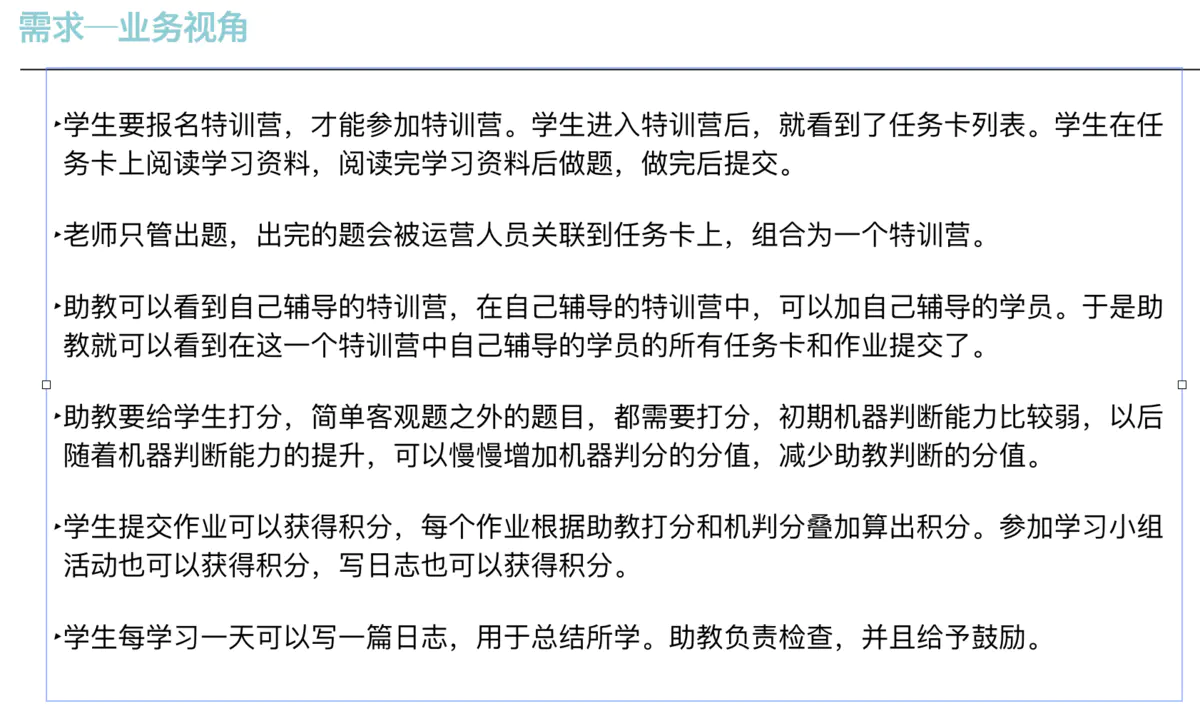 需求—业务视角
‣学生要报名特训营，才能参加特训营。学生进入特训营后，就看到了任务卡列表。学生在任
务卡上阅读学习资料，阅读完学习资料后做题，做完后提交。
‣老师只管出题，出完的题会被运营人员关联到任务卡上，组合为一个特训营。
‣助教可以看到自己辅导的特训营，在自己辅导的特训营中，可以加自己辅导的学员。于是助
教就可以看到在这一个特训营中自己辅导的学员的所有任务卡和作业提交了。
‣助教要给学生打分，简单客观题之外的题目，都需要打分，初期机器判断能力比较弱，以后
随着机器判断能力的提升，可以慢慢增加机器判分的分值，减少助教判断的分值。
‣学生提交作业可以获得积分，每个作业根据助教打分和机判分叠加算出积分。参加学习小组
活动也可以获得积分，写日志也可以获得积分。
‣学生每学习一天可以写一篇日志，用于总结所学。助教负责检查，并且给予鼓励。